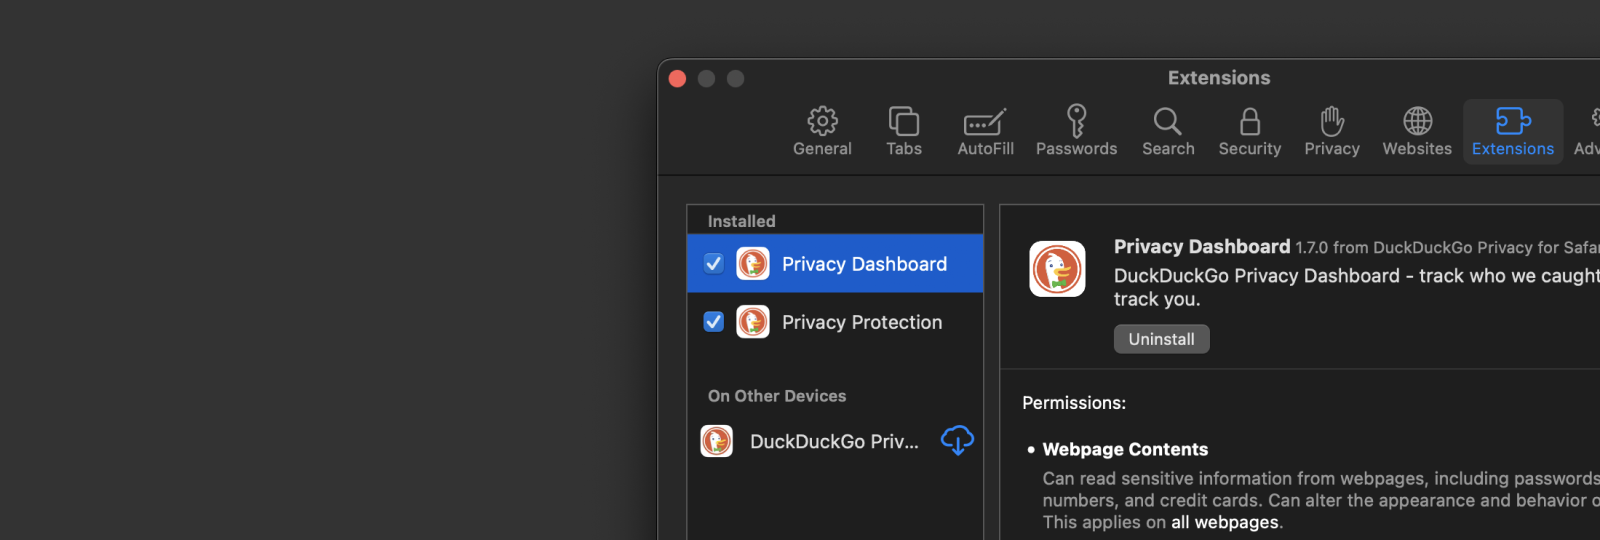 Extensions
General
Tabs
AutoFill
Passwords
Search
Security
Privacy
Websites
Extensions
Adv
Installed
Privacy Dashboard
Privacy Protection
On Other Devices
DuckDuckGo Priv...
Privacy Dashboard 1.7.0 from DuckDuckGo Privacy for Safari
DuckDuckGo Privacy Dashboard - track who we caught
track you.
Uninstall
Permissions:
• Webpage Contents
Can read sensitive information from webpages, including passwords
numbers, and credit cards. Can alter the appearance and behavior o
This applies on all webpages.